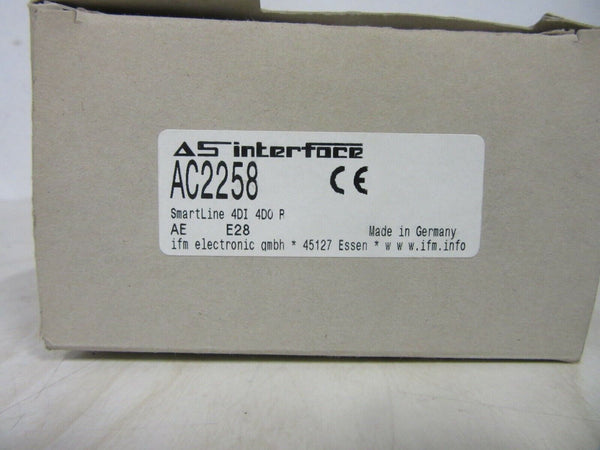 AS interface
AC2258 CE
SmartLine 4DI 4DO R
AE E28 Made in Germany
ifm electronic gmbh * 45127 Essen * w w w.ifm.info